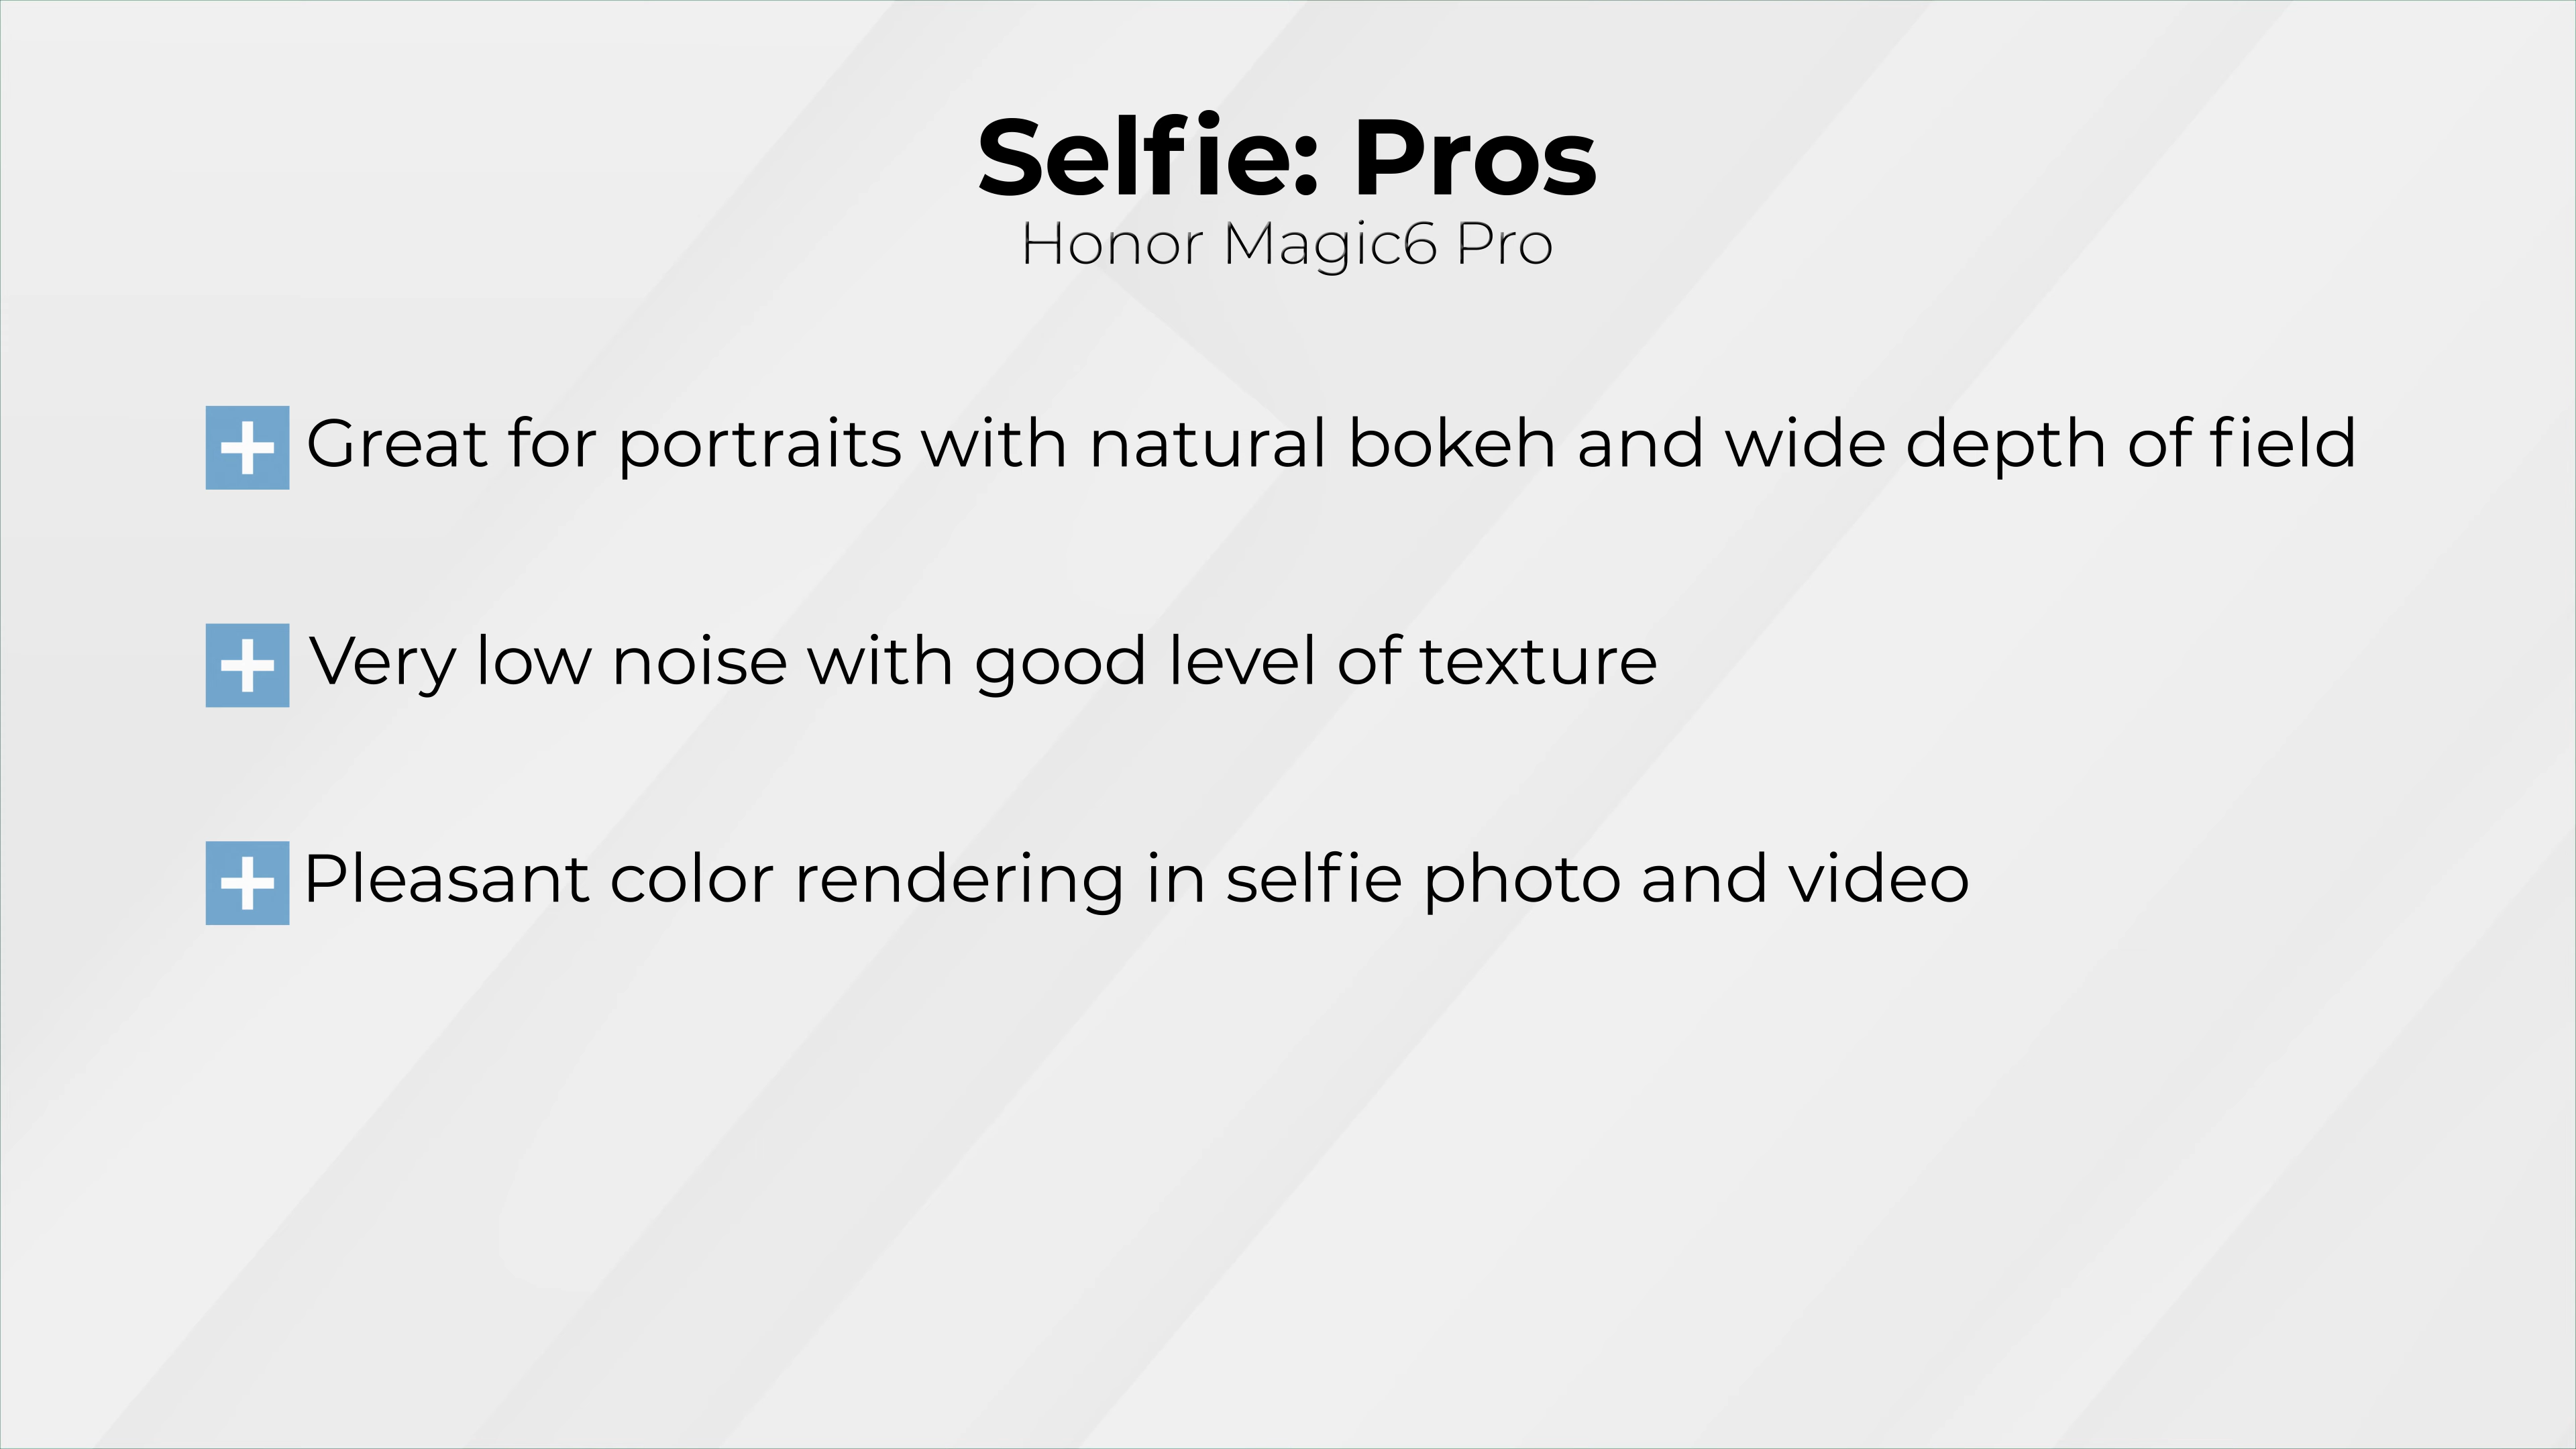 Selfie: Pros
Honor Magic6 Pro
Great for portraits with natural bokeh and wide depth of field
Very low noise with good level of texture
Pleasant color rendering in selfie photo and video